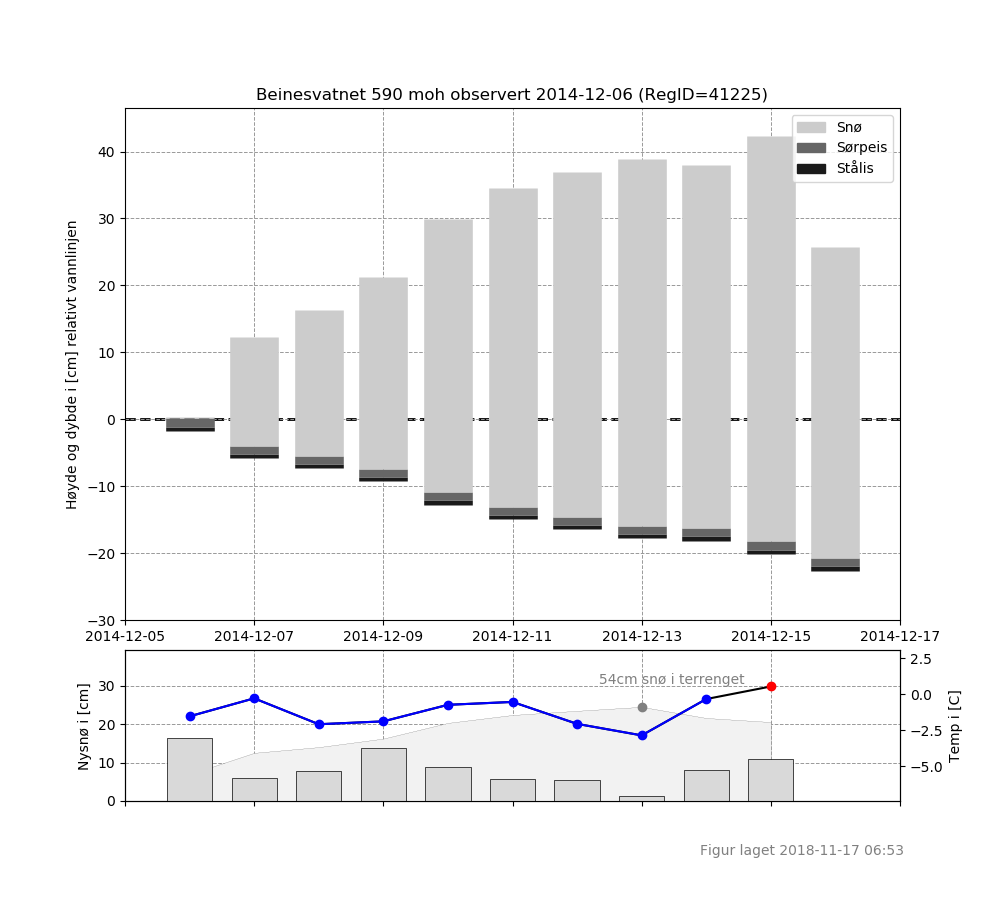 Beinesvatnet 590 moh observert 2014-12-06 (RegID=41225)
Snø
Sørpeis
Stålis
Høyde og dybde i [cm] relativt vannlinjen
40
30
20
10
0
−10
−20
−30
2014-12-05 2014-12-07 2014-12-09 2014-12-11 2014-12-13 2014-12-15 2014-12-17
54cm snø i terrenget
Nysnø i [cm]
30
20
10
0
2.5
0.0
−2.5
−5.0
Temp i [C]
Figur laget 2018-11-17 06:53